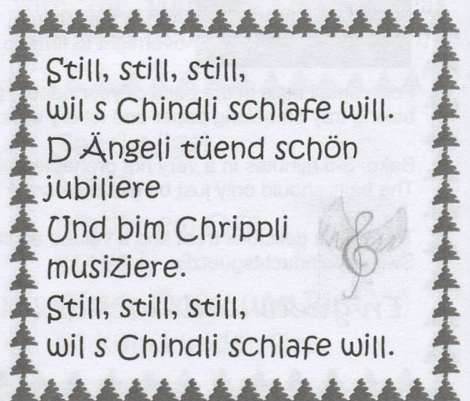 Still, still, still,
wil s Chindli schlafe will.
D Ängeli tüend schön
jubiliere
Und bim Chrippli
musiziere.
Still, still, still,
wil s Chindli schlafe will.